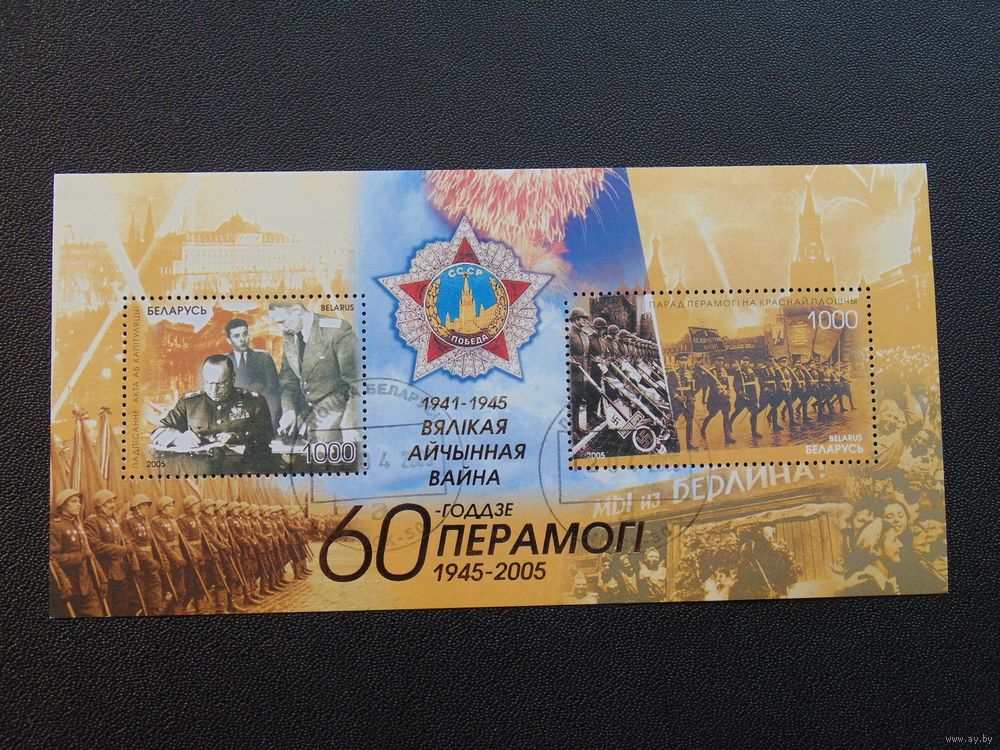 БЕЛАРУСЬ
BELARUS
ПАДПІСАННЕ АКТА АБ КАПІТУЛЯЦЫІ
2005
1000
СССР
ПОБЕДА
1941-1945
ВЯЛІКАЯ
АЙЧЫННАЯ
ВАЙНА
60-ГОДДЗЕ
ПЕРАМОГІ
1945-2005
ПАРАД ПЕРАМОГІ НА КРАСНАЙ ПЛОШЧЫ
1000
2005
BELARUS
БЕЛАРУСЬ
МЫ ИЗ БЕРЛИНА!
www.ay.by